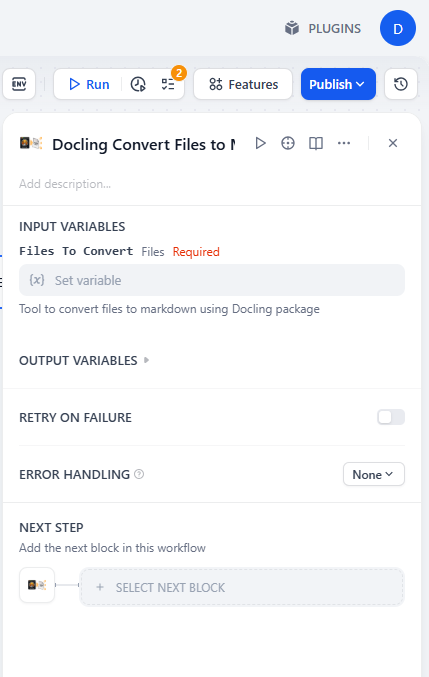 PLUGINS
D
ENV
Run
2
Features
Publish
Docling Convert Files to M
Add description...
INPUT VARIABLES
Files To Convert Files Required
{x} Set variable
Tool to convert files to markdown using Docling package
OUTPUT VARIABLES
RETRY ON FAILURE
ERROR HANDLING ?
None
NEXT STEP
Add the next block in this workflow
+ SELECT NEXT BLOCK